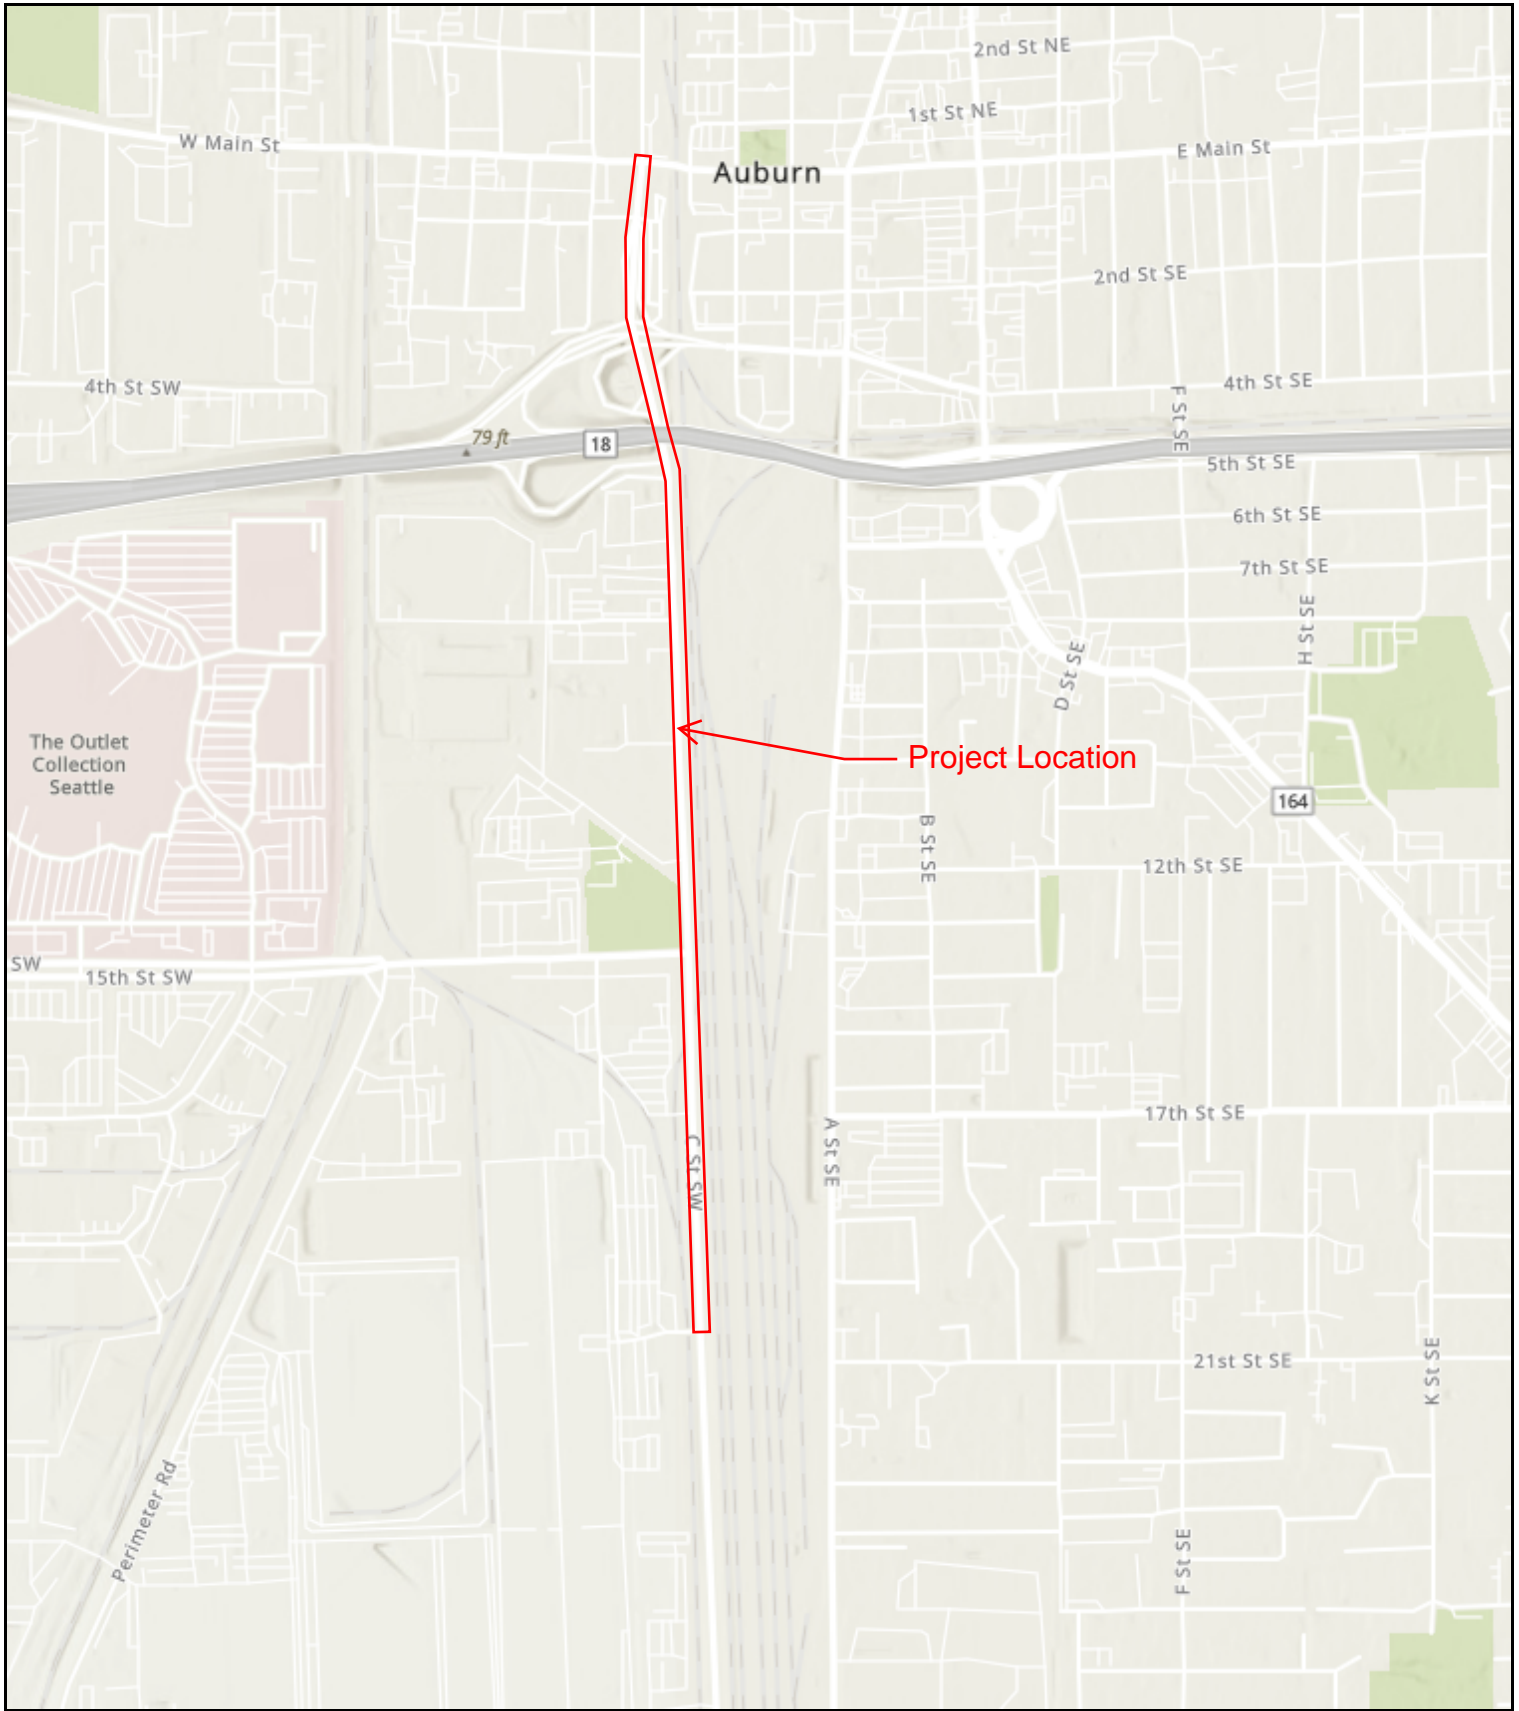 2nd St NE
1st St NE
W Main St
E Main St
Auburn
2nd St SE
4th St SW
4th St SE
F St SE
79 ft
18
5th St SE
6th St SE
7th St SE
H St SE
D St SE
The Outlet
Collection
Seattle
Project Location
164
B St SE
12th St SE
SW
15th St SW
17th St SE
A St SE
C St SW
21st St SE
K St SE
Perimeter Rd
F St SE